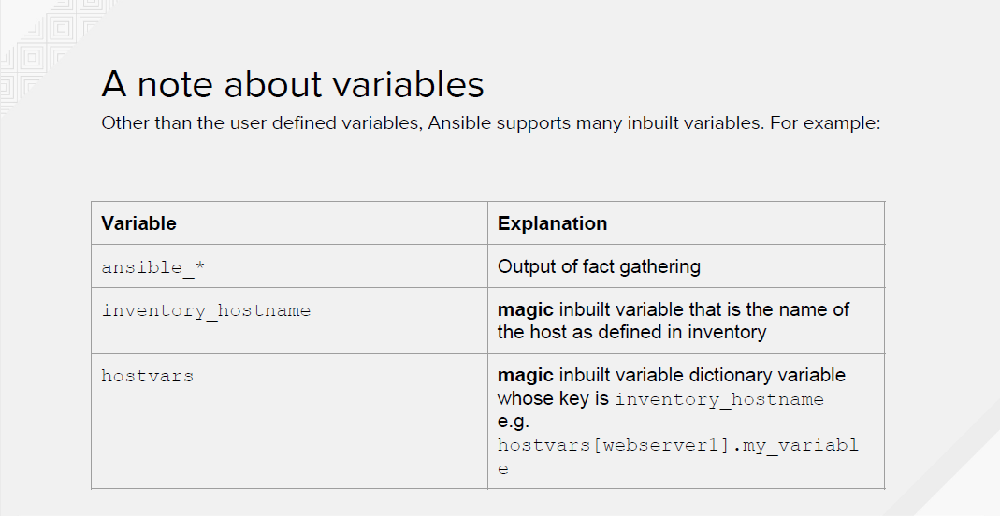 A note about variables
Other than the user defined variables, Ansible supports many inbuilt variables. For example:
Variable
Explanation
ansible_*
Output of fact gathering
inventory_hostname
magic inbuilt variable that is the name of
the host as defined in inventory
hostvars
magic inbuilt variable dictionary variable
whose key is inventory_hostname
e.g.
hostvars[webserver1].my_variabl
e